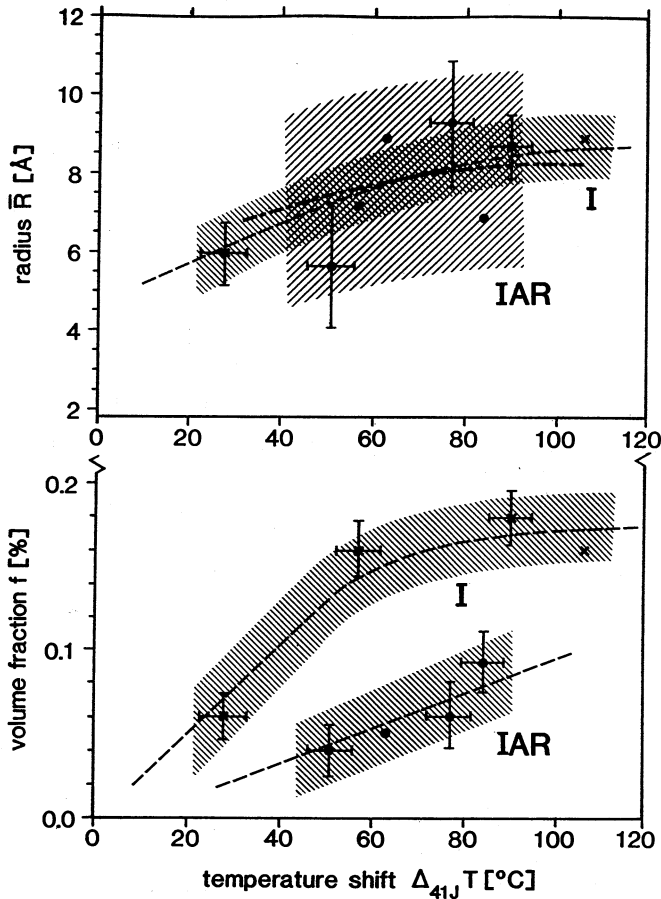 12
10
8
6
4
2
radius R̅ [Å]
I
IAR
0 20 40 60 80 100 120
0.2
0.1
0.0
volume fraction f [%]
I
IAR
0 20 40 60 80 100 120
temperature shift Δ₄₁J T [°C]